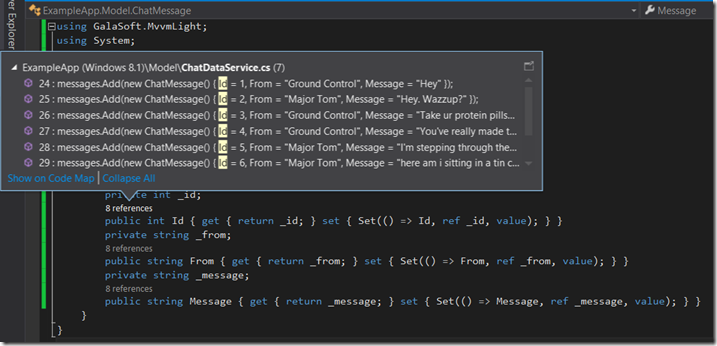 er Explorer
ExampleApp.Model.ChatMessage Message
using GalaSoft.MvvmLight;
using System;
ExampleApp (Windows 8.1)\Model\ChatDataService.cs (7)
24 : messages.Add(new ChatMessage() { Id = 1, From = "Ground Control", Message = "Hey" });
25 : messages.Add(new ChatMessage() { Id = 2, From = "Major Tom", Message = "Hey. Wazzup?" });
26 : messages.Add(new ChatMessage() { Id = 3, From = "Ground Control", Message = "Take ur protein pills...
27 : messages.Add(new ChatMessage() { Id = 4, From = "Ground Control", Message = "You've really made t...
28 : messages.Add(new ChatMessage() { Id = 5, From = "Major Tom", Message = "I'm stepping through the...
29 : messages.Add(new ChatMessage() { Id = 6, From = "Major Tom", Message = "here am i sitting in a tin c...
Show on Code Map | Collapse All
private int _id;
8 references
public int Id { get { return _id; } set { Set(() => Id, ref _id, value); } }
private string _from;
8 references
public string From { get { return _from; } set { Set(() => From, ref _from, value); } }
private string _message;
8 references
public string Message { get { return _message; } set { Set(() => Message, ref _message, value); } }
}
}